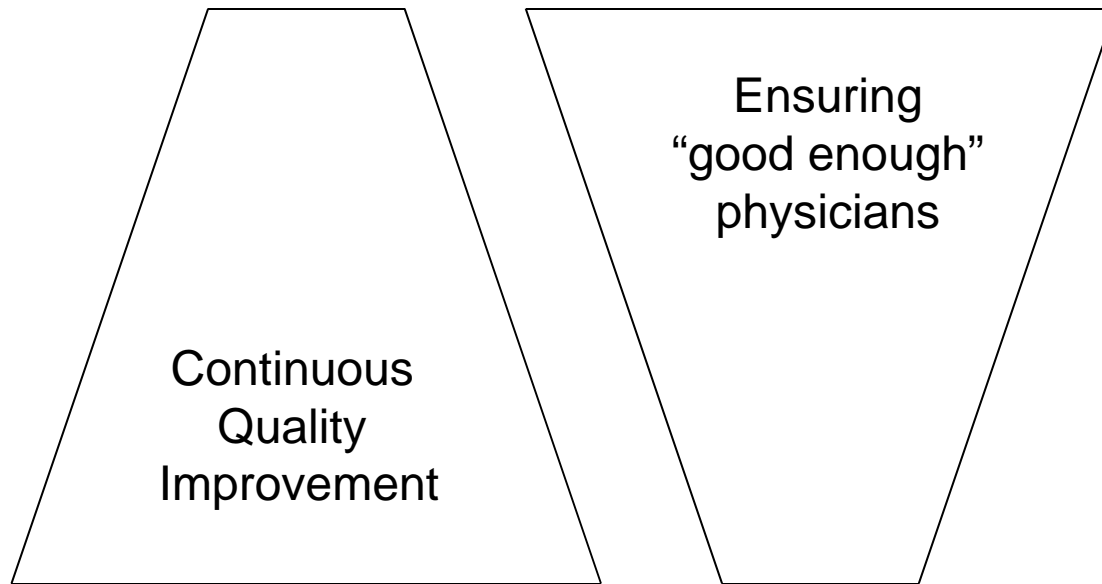 Continuous
Quality
Improvement
Ensuring
“good enough”
physicians